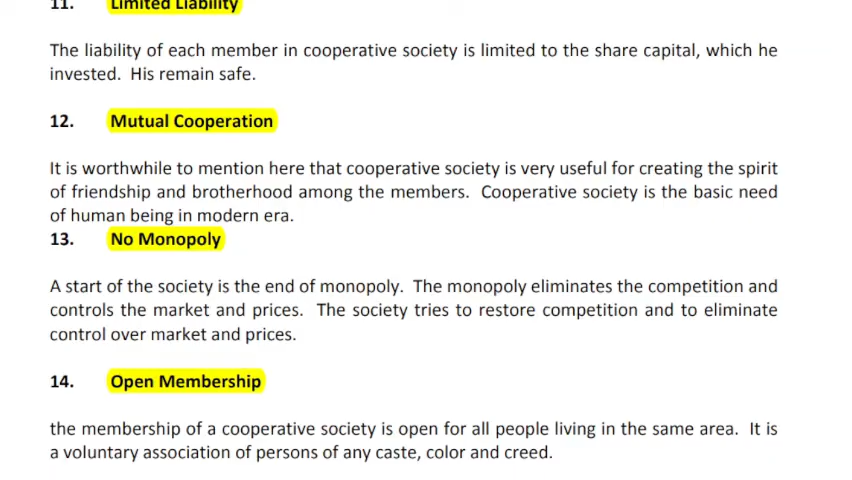 11. Limited Liability
The liability of each member in cooperative society is limited to the share capital, which he
invested. His remain safe.
12. Mutual Cooperation
It is worthwhile to mention here that cooperative society is very useful for creating the spirit
of friendship and brotherhood among the members. Cooperative society is the basic need
of human being in modern era.
13. No Monopoly
A start of the society is the end of monopoly. The monopoly eliminates the competition and
controls the market and prices. The society tries to restore competition and to eliminate
control over market and prices.
14. Open Membership
the membership of a cooperative society is open for all people living in the same area. It is
a voluntary association of persons of any caste, color and creed.